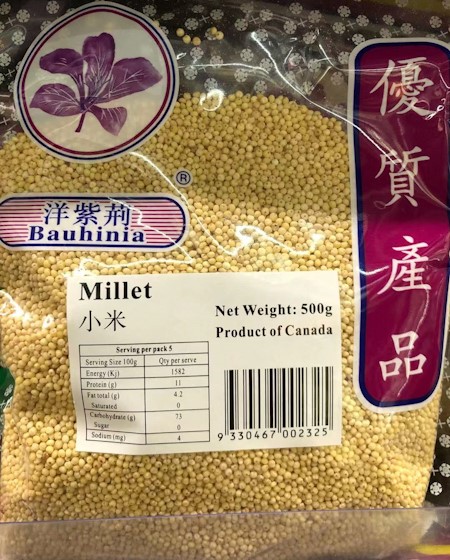 ®
洋紫荊
Bauhinia
優質產品
Millet
小米
Net Weight: 500g
Product of Canada
Serving per pack 5
Serving Size 100g Qty per serve
Energy (Kj) 1582
Protein (g) 11
Fat total (g) 4.2
Saturated 0
Carbohydrate (g) 73
Sugar 0
Sodium (mg) 4
9 330467 002325